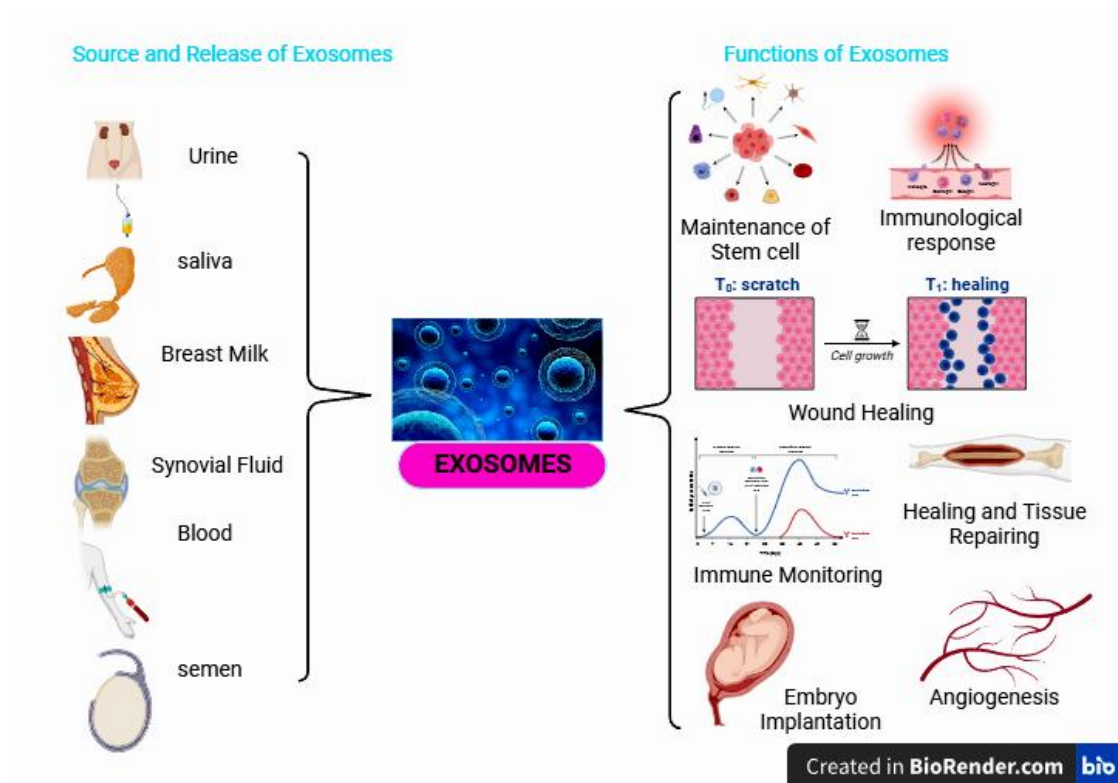 Source and Release of Exosomes
Functions of Exosomes
Urine
saliva
Breast Milk
Synovial Fluid
Blood
semen
EXOSOMES
Maintenance of
Stem cell
Immunological
response
T₀: scratch
T₁: healing
Cell growth
Wound Healing
Immune Monitoring
Healing and Tissue
Repairing
Embryo
Implantation
Angiogenesis
Created in BioRender.com bio